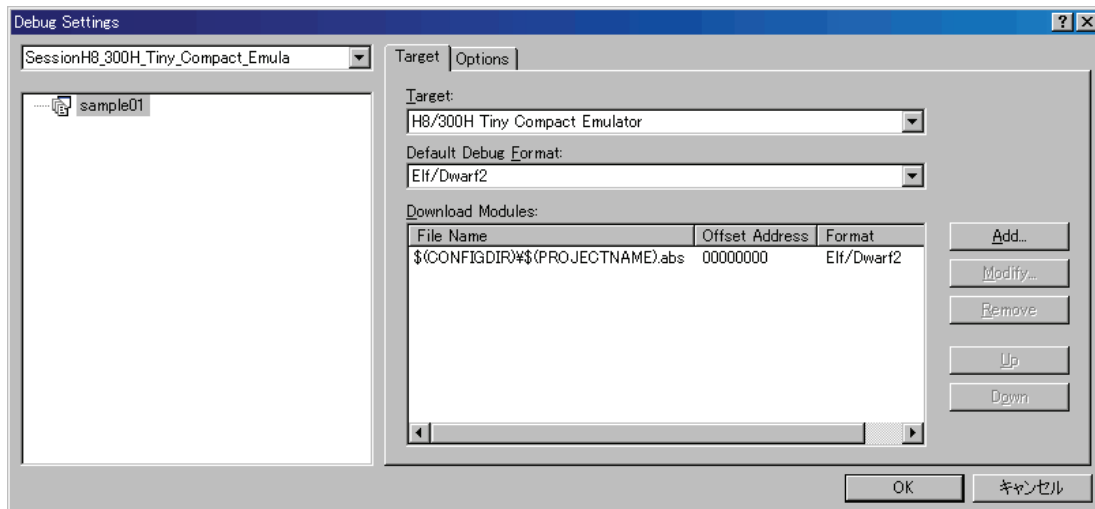 Debug Settings
SessionH8_300H_Tiny_Compact_Emula
sample01
Target Options
Target:
H8/300H Tiny Compact Emulator
Default Debug Format:
Elf/Dwarf2
Download Modules:
File Name Offset Address Format
$(CONFIGDIR)¥$(PROJECTNAME).abs 00000000 Elf/Dwarf2
Add...
Modify...
Remove
Up
Down
OK キャンセル